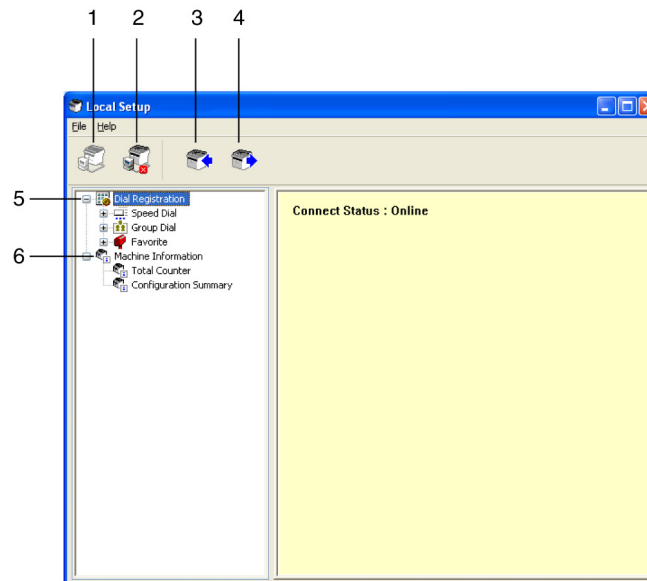 1 2 3 4
Local Setup
File Help
5
Dial Registration
Speed Dial
Group Dial
Favorite
6
Machine Information
Total Counter
Configuration Summary
Connect Status : Online